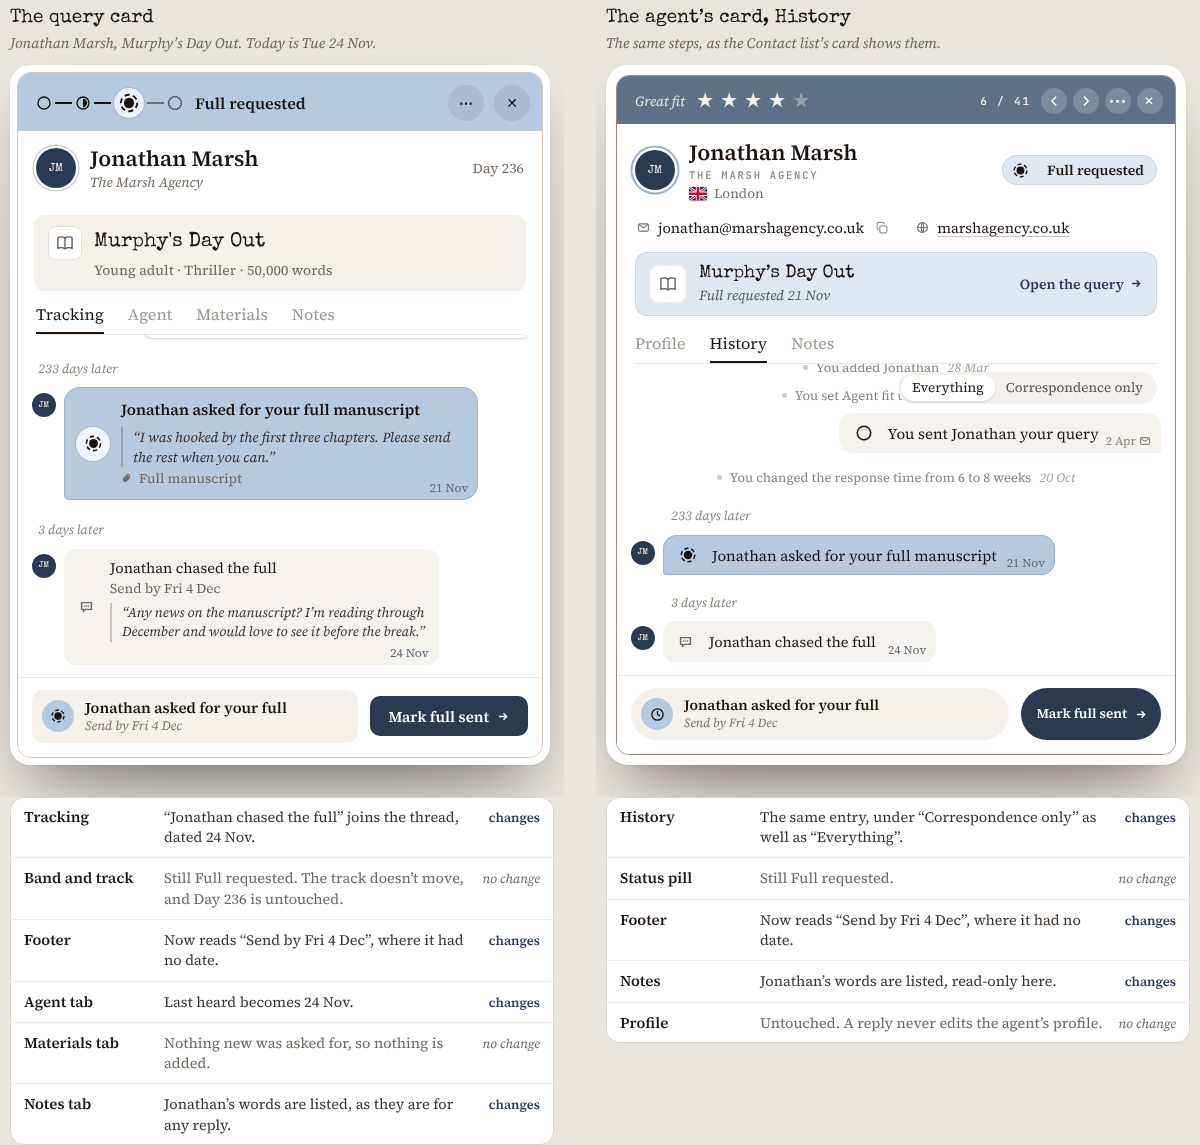 The query card
Jonathan Marsh, Murphy’s Day Out. Today is Tue 24 Nov.
Full requested
JM
Jonathan Marsh
The Marsh Agency
Day 236
Murphy's Day Out
Young adult · Thriller · 50,000 words
Tracking Agent Materials Notes
233 days later
JM
Jonathan asked for your full manuscript
“I was hooked by the first three chapters. Please send
the rest when you can.”
Full manuscript
21 Nov
3 days later
JM
Jonathan chased the full
Send by Fri 4 Dec
“Any news on the manuscript? I’m reading through
December and would love to see it before the break.”
24 Nov
Jonathan asked for your full
Send by Fri 4 Dec
Mark full sent →
Tracking
“Jonathan chased the full” joins the thread,
dated 24 Nov.
changes
Band and track
Still Full requested. The track doesn’t move,
and Day 236 is untouched.
no change
Footer
Now reads “Send by Fri 4 Dec”, where it had
no date.
changes
Agent tab
Last heard becomes 24 Nov.
changes
Materials tab
Nothing new was asked for, so nothing is
added.
no change
Notes tab
Jonathan’s words are listed, as they are for
any reply.
changes
The agent’s card, History
The same steps, as the Contact list’s card shows them.
Great fit ★ ★ ★ ★ ★
6 / 41
JM
Jonathan Marsh
THE MARSH AGENCY
London
Full requested
jonathan@marshagency.co.uk
marshagency.co.uk
Murphy’s Day Out
Full requested 21 Nov
Open the query →
Profile History Notes
You added Jonathan 28 Mar
You set Agent fit
Everything Correspondence only
You sent Jonathan your query 2 Apr
You changed the response time from 6 to 8 weeks 20 Oct
233 days later
JM
Jonathan asked for your full manuscript 21 Nov
3 days later
JM
Jonathan chased the full 24 Nov
Jonathan asked for your full
Send by Fri 4 Dec
Mark full sent →
History
The same entry, under “Correspondence only” as
well as “Everything”.
changes
Status pill
Still Full requested.
no change
Footer
Now reads “Send by Fri 4 Dec”, where it had no
date.
changes
Notes
Jonathan’s words are listed, read-only here.
changes
Profile
Untouched. A reply never edits the agent’s profile.
no change